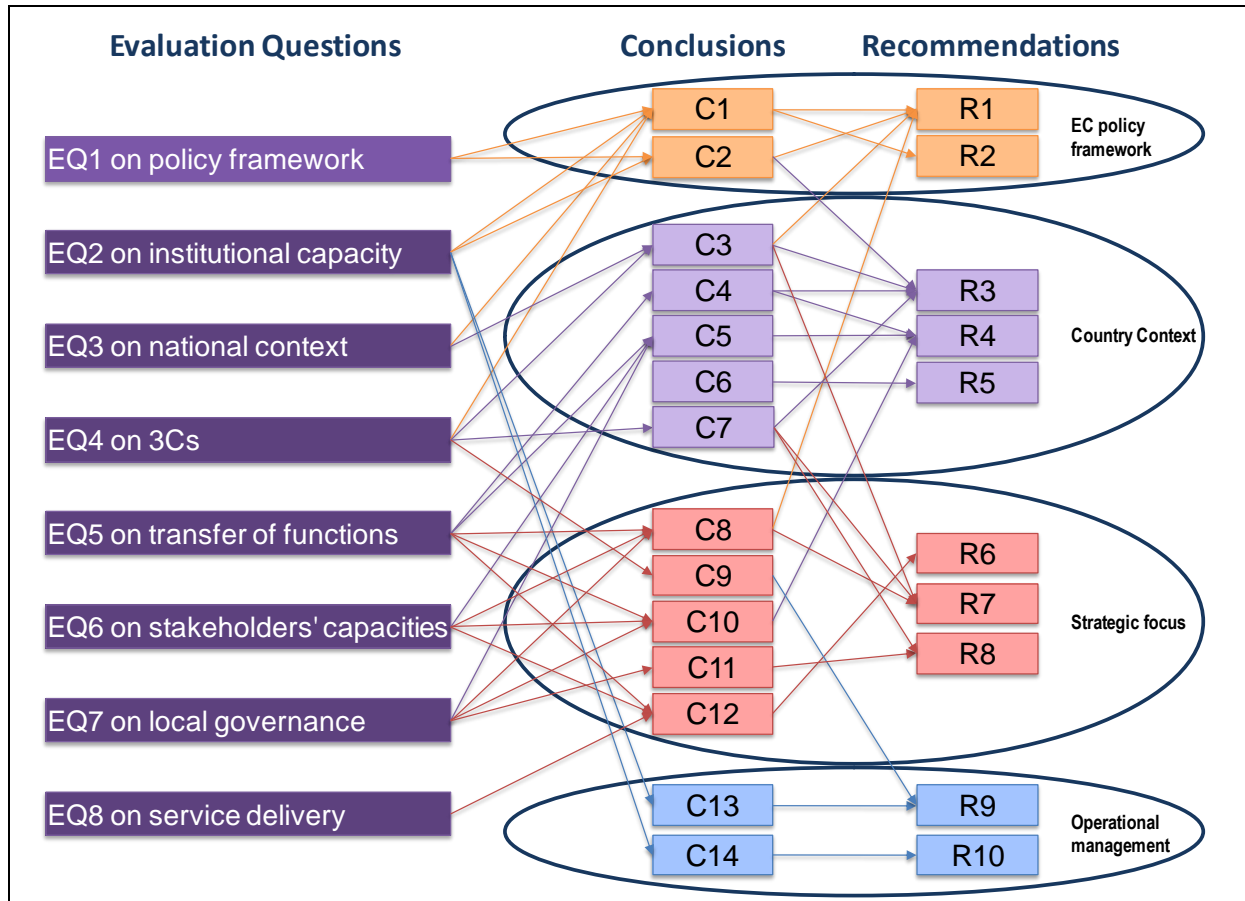 Evaluation Questions
Conclusions
Recommendations
EQ1 on policy framework
EQ2 on institutional capacity
EQ3 on national context
EQ4 on 3Cs
EQ5 on transfer of functions
EQ6 on stakeholders' capacities
EQ7 on local governance
EQ8 on service delivery
C1
C2
C3
C4
C5
C6
C7
C8
C9
C10
C11
C12
C13
C14
R1
R2
R3
R4
R5
R6
R7
R8
R9
R10
EC policy
framework
Country Context
Strategic focus
Operational
management